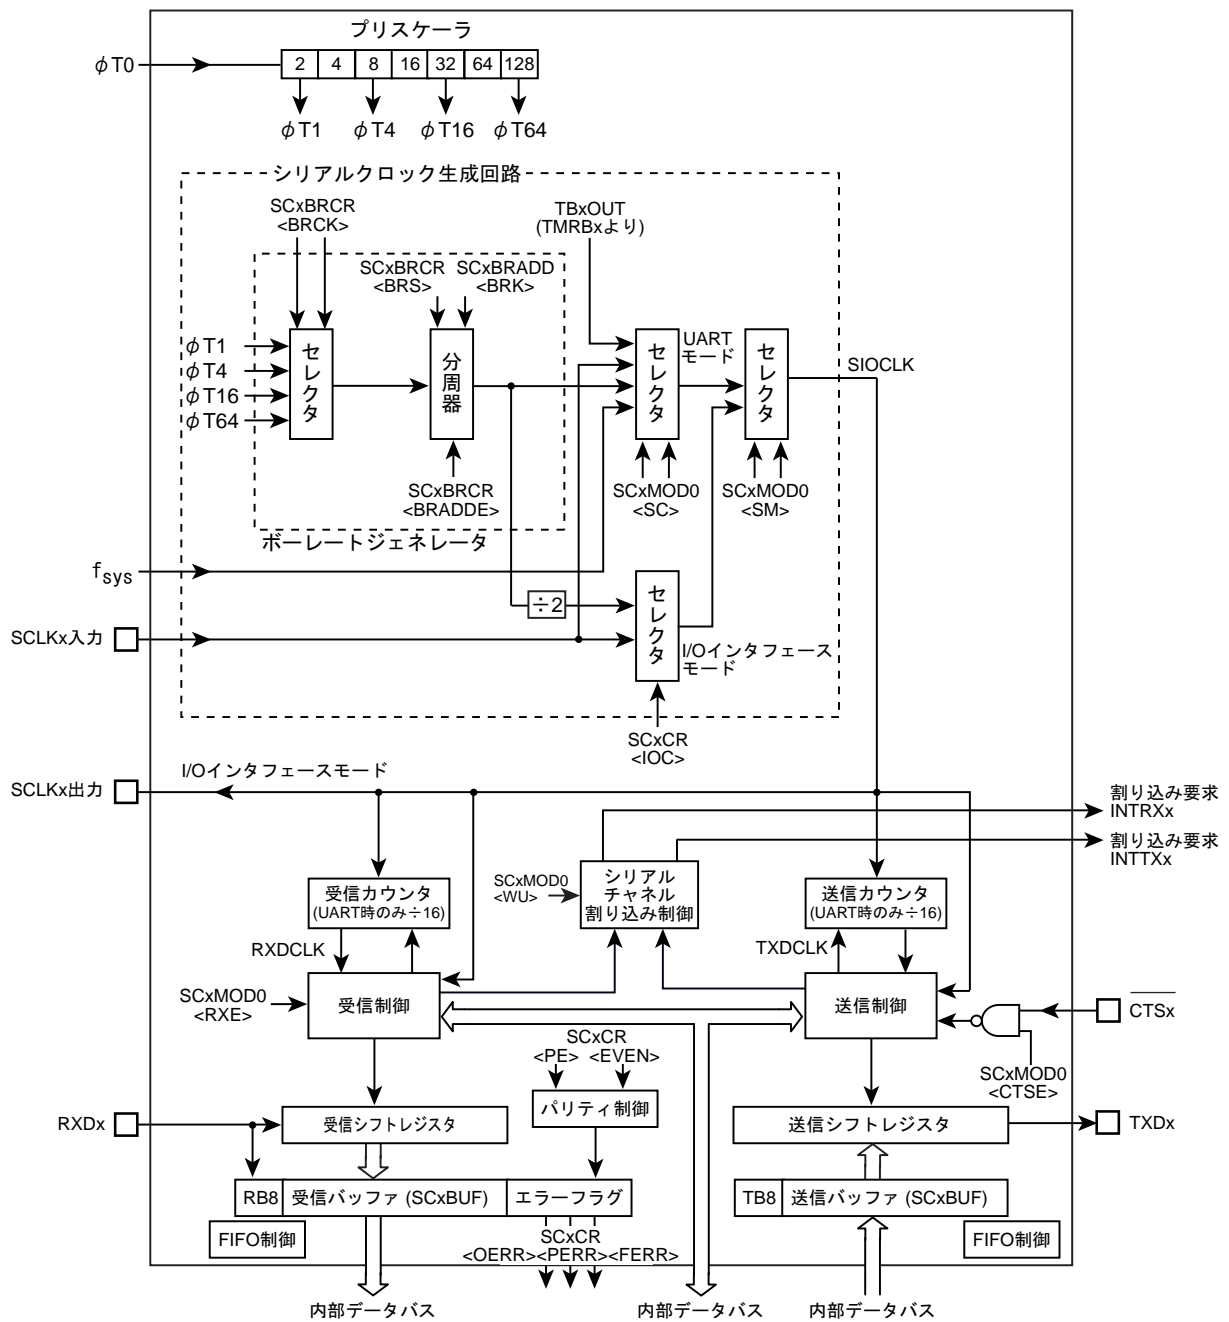 プリスケーラ
φT0
2 4 8 16 32 64 128
φT1 φT4 φT16 φT64
シリアルクロック生成回路
SCxBRCR
<BRCK>
TBxOUT
(TMRBxより)
SCxBRCR
<BRS>
SCxBRADD
<BRK>
φT1
φT4
φT16
φT64
セレクタ
分周器
セレクタ
UART
モード
セレクタ
SIOCLK
SCxBRCR
<BRADDE>
SCxMOD0
<SC>
SCxMOD0
<SM>
ボーレートジェネレータ
fsys
÷2
セレクタ
SCLKx入力
I/Oインタフェース
モード
SCxCR
<IOC>
I/Oインタフェースモード
SCLKx出力
割り込み要求
INTRXx
割り込み要求
INTTXx
受信カウンタ
(UART時のみ÷16)
SCxMOD0
<WU>
シリアル
チャネル
割り込み制御
送信カウンタ
(UART時のみ÷16)
RXDCLK
TXDCLK
SCxMOD0
<RXE>
受信制御
送信制御
CTSx
SCxMOD0
<CTSE>
SCxCR
<PE> <EVEN>
パリティ制御
RXDx
受信シフトレジスタ
送信シフトレジスタ
TXDx
RB8 受信バッファ (SCxBUF) エラーフラグ
TB8 送信バッファ (SCxBUF)
FIFO制御
SCxCR
<OERR><PERR><FERR>
FIFO制御
内部データバス
内部データバス
内部データバス